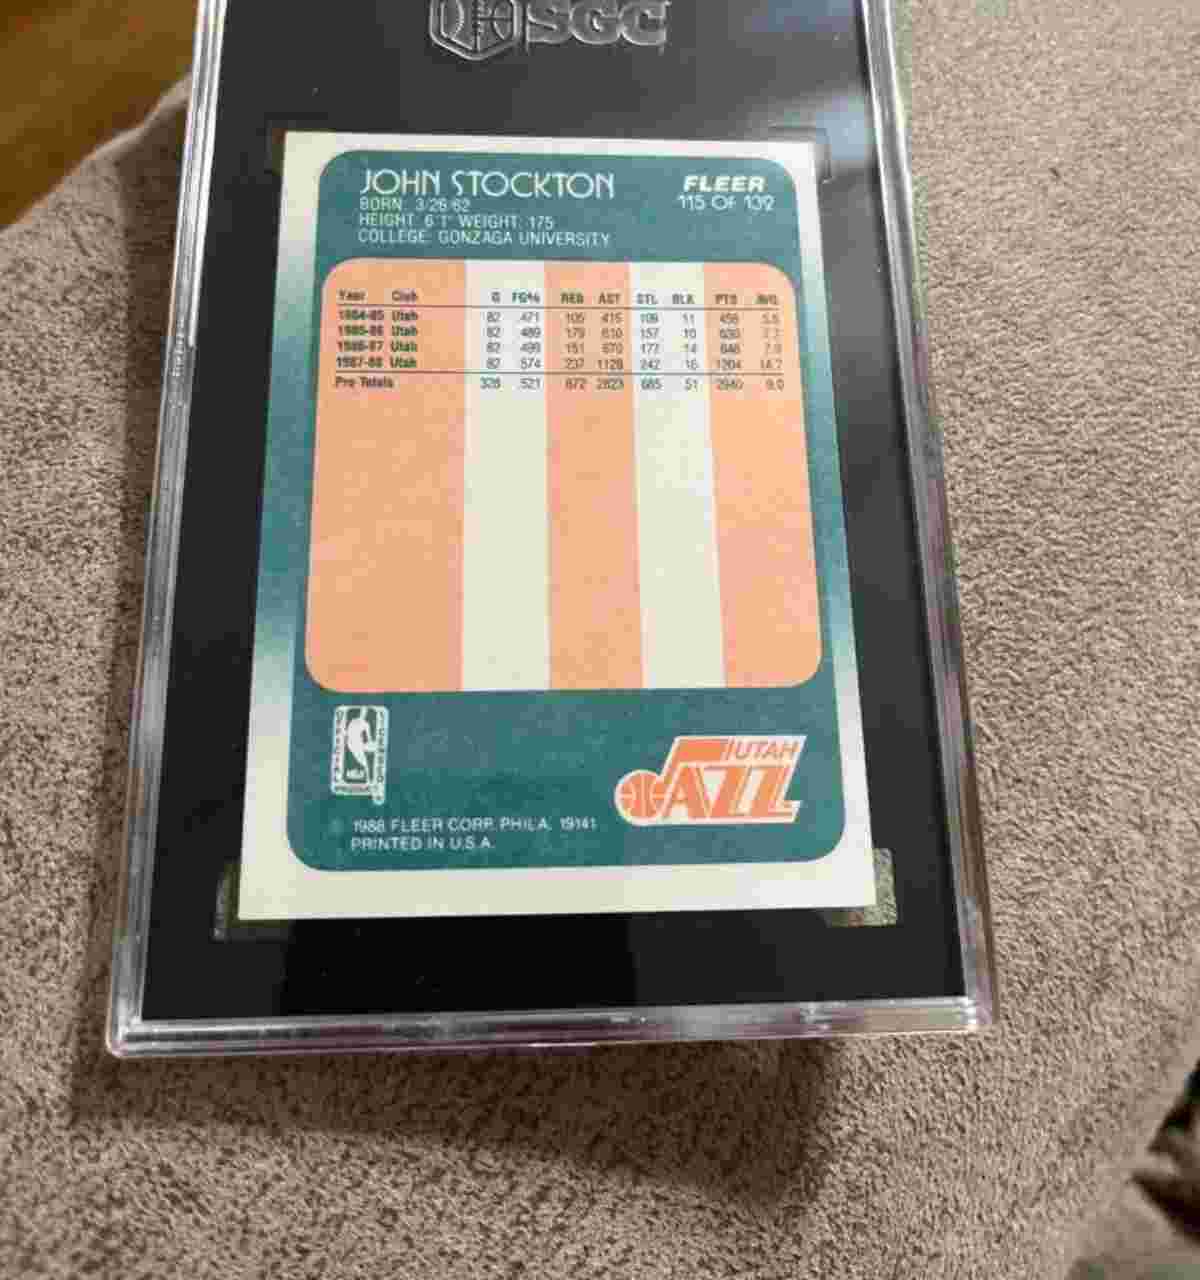 SGC
JOHN STOCKTON
BORN: 3/26/62
HEIGHT: 6'1" WEIGHT: 175
COLLEGE: GONZAGA UNIVERSITY
FLEER
115 OF 132
Year Club G FG% REB AST STL BLK PTS AVG.
1984-85 Utah 82 .471 105 415 109 11 458 5.6
1985-86 Utah 82 .489 179 610 157 10 630 7.7
1986-87 Utah 82 .499 151 670 177 14 648 7.9
1987-88 Utah 82 .574 237 1128 242 16 1204 14.7
Pro Totals 328 .521 672 2823 685 51 2940 9.0
OFFICIAL LICENSED
NBA
PRODUCT
UTAH
JAZZ
© 1988 FLEER CORP. PHILA. 19141
PRINTED IN U.S.A.